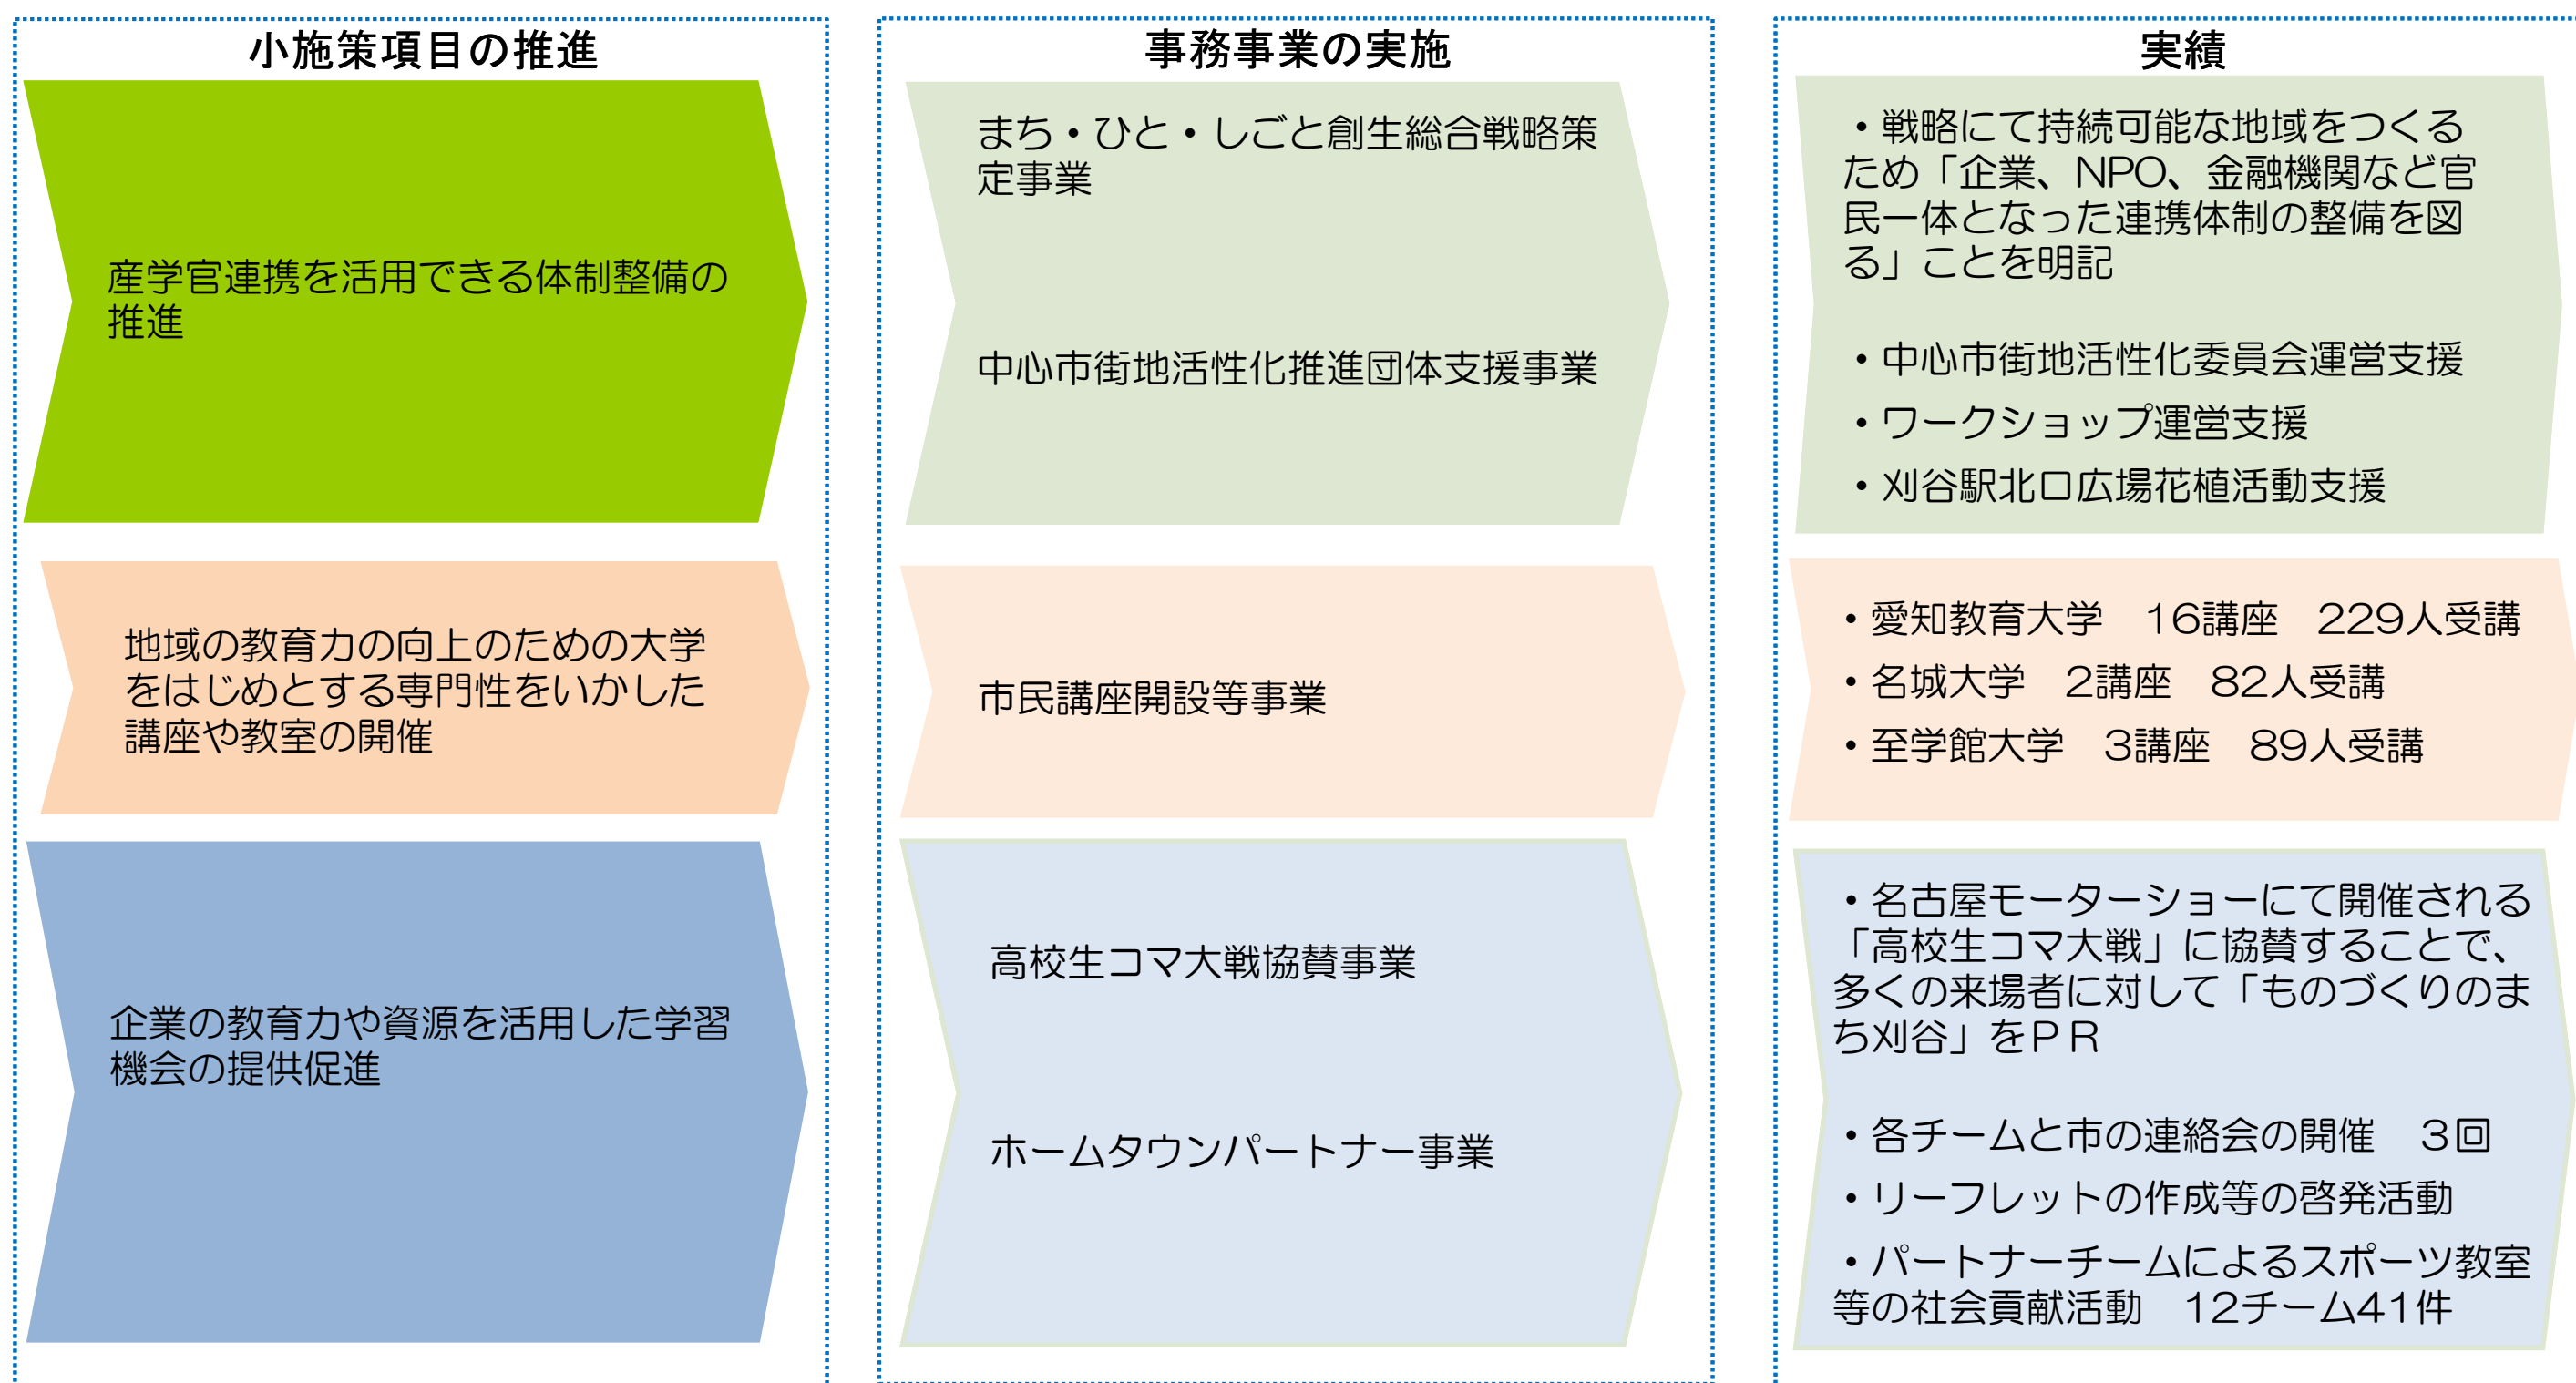 小施策項目の推進
産学官連携を活用できる体制整備の
推進
地域の教育力の向上のための大学
をはじめとする専門性をいかした
講座や教室の開催
企業の教育力や資源を活用した学習
機会の提供促進
事務事業の実施
まち・ひと・しごと創生総合戦略策
定事業
中心市街地活性化推進団体支援事業
市民講座開設等事業
高校生コマ大戦協賛事業
ホームタウンパートナー事業
実績
・戦略にて持続可能な地域をつくる
ため「企業、NPO、金融機関など官
民一体となった連携体制の整備を図
る」ことを明記
・中心市街地活性化委員会運営支援
・ワークショップ運営支援
・刈谷駅北口広場花植活動支援
・愛知教育大学　16講座　229人受講
・名城大学　2講座　82人受講
・至学館大学　3講座　89人受講
・名古屋モーターショーにて開催される
「高校生コマ大戦」に協賛することで、
多くの来場者に対して「ものづくりのま
ち刈谷」をＰＲ
・各チームと市の連絡会の開催　３回
・リーフレットの作成等の啓発活動
・パートナーチームによるスポーツ教室
等の社会貢献活動　12チーム41件